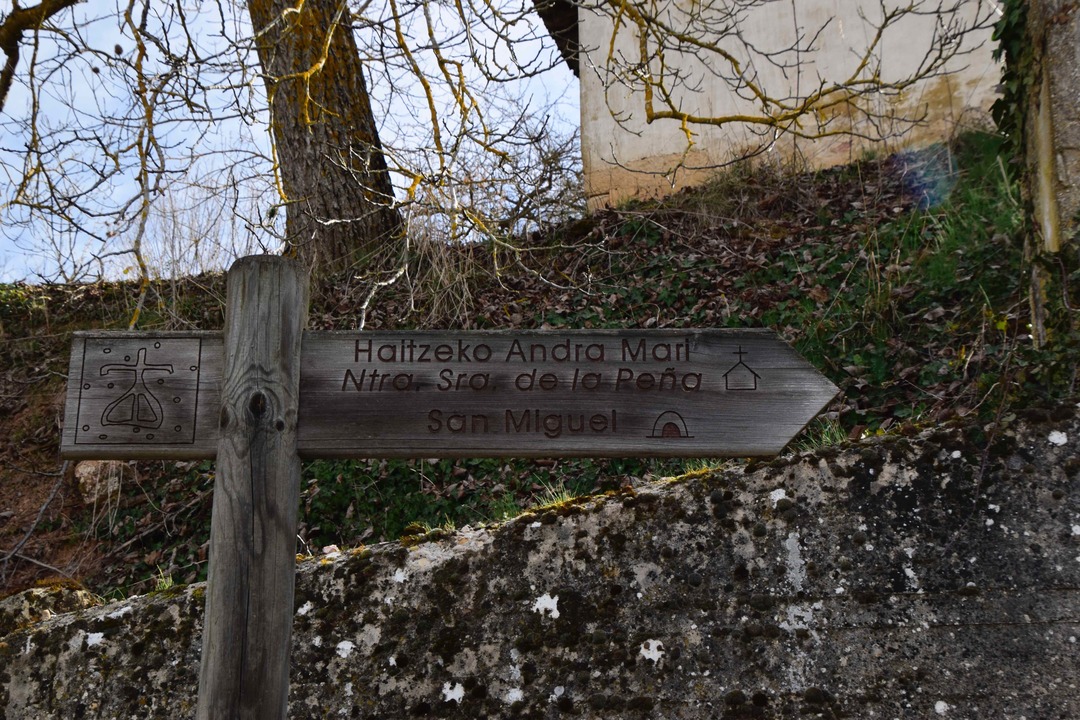 Haitzeko Andra Mari
Ntra. Sra. de la Peña
San Miguel